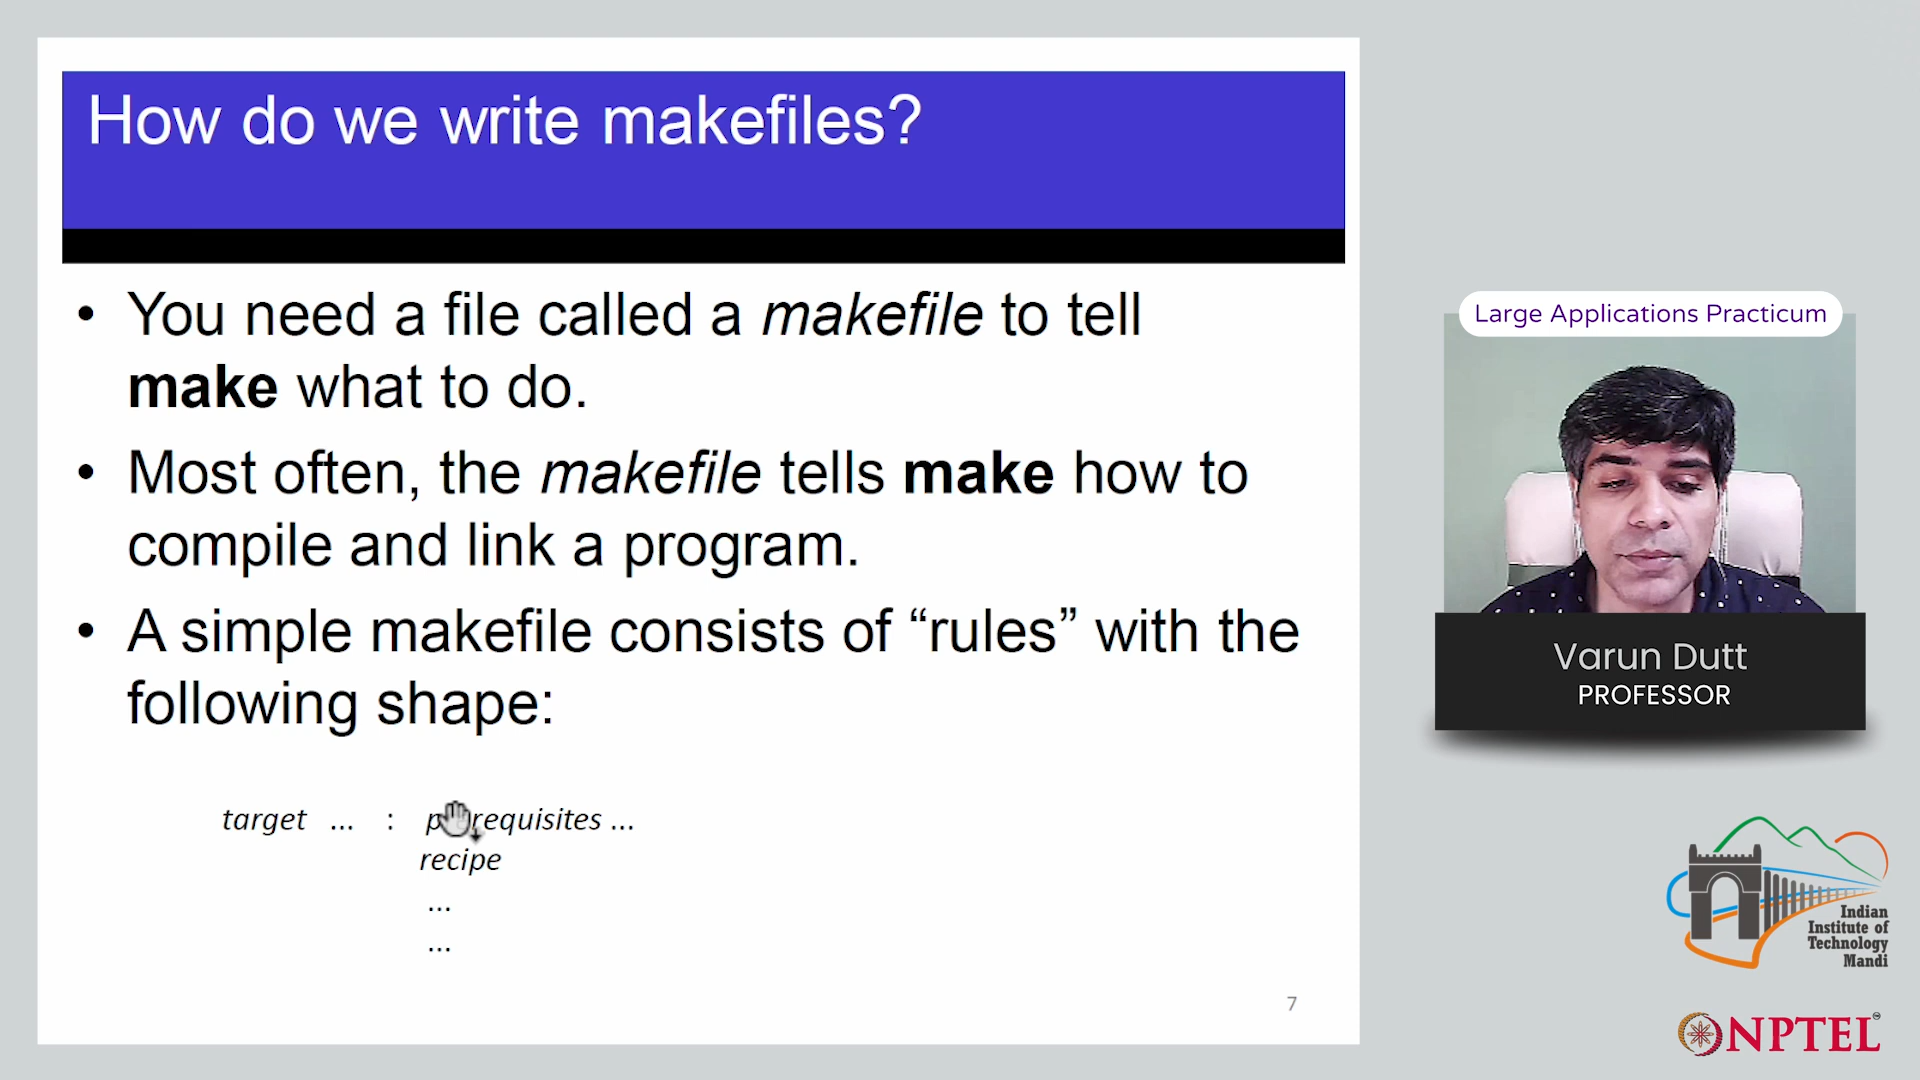 How do we write makefiles?
• You need a file called a makefile to tell
make what to do.
• Most often, the makefile tells make how to
compile and link a program.
• A simple makefile consists of “rules” with the
following shape:
target ... : prerequisites ...
recipe
...
...
7
Large Applications Practicum
Varun Dutt
PROFESSOR
Indian
Institute of
Technology
Mandi
NPTEL